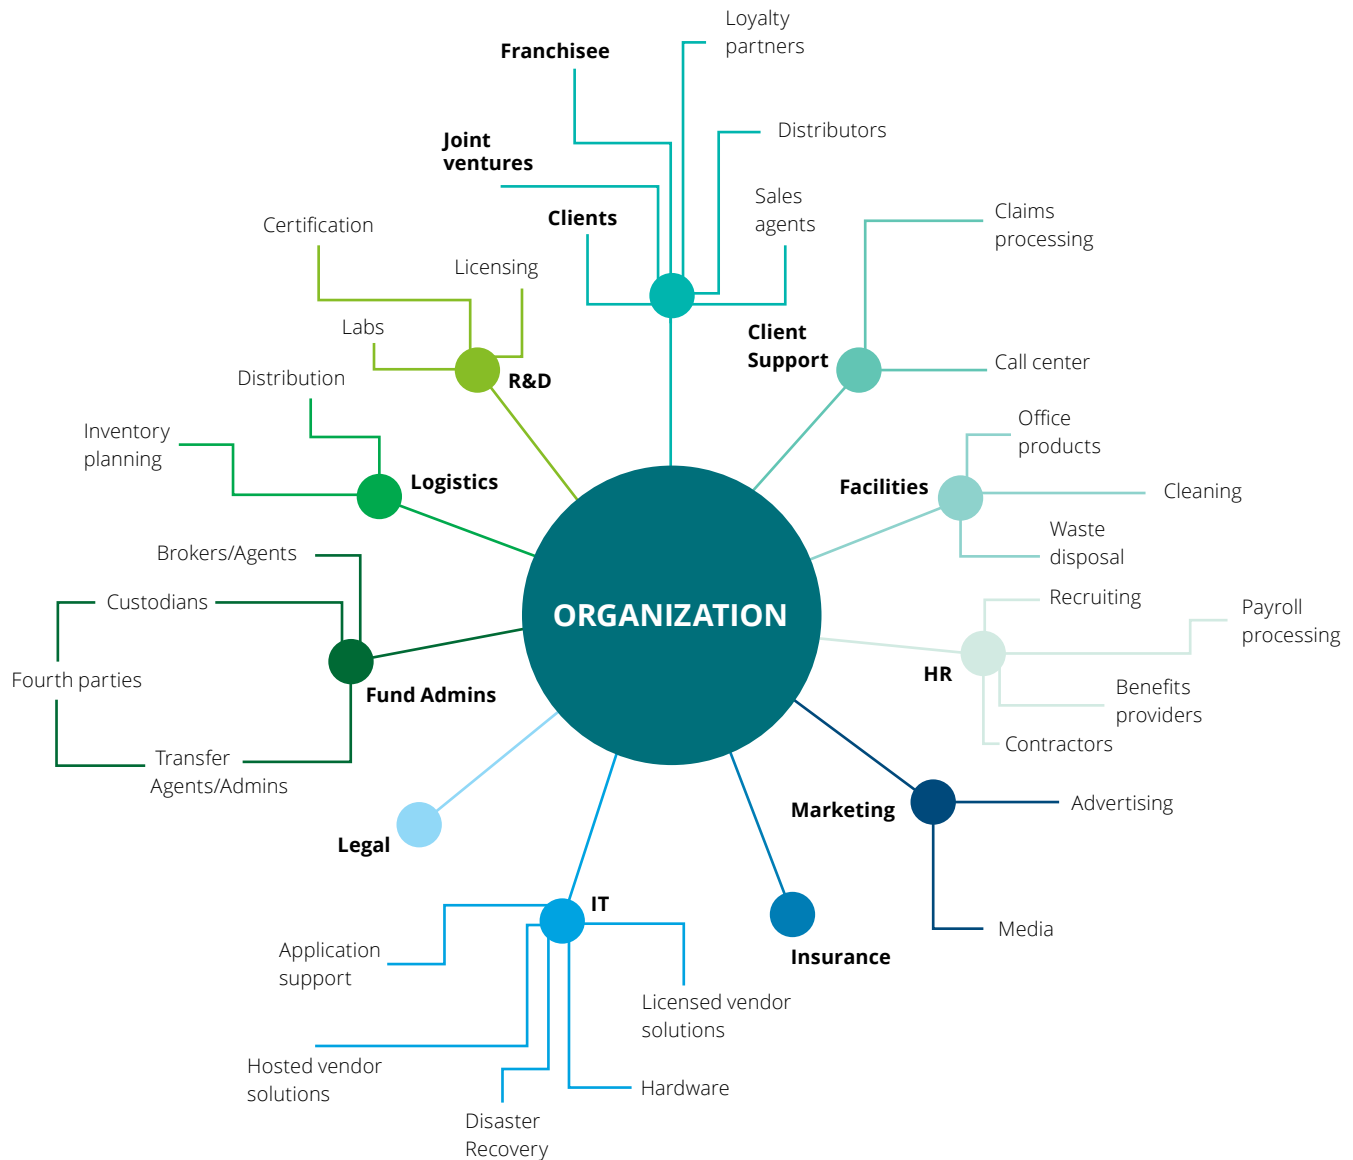 Loyalty
partners
Franchisee
Distributors
Joint
ventures
Sales
agents
Clients
Claims
processing
Certification
Licensing
Labs
Client
Support
Call center
R&D
Distribution
Office
products
Inventory
planning
Logistics
Facilities
Cleaning
Waste
disposal
Brokers/Agents
Custodians
Recruiting
Payroll
processing
ORGANIZATION
Fourth parties
Fund Admins
HR
Benefits
providers
Contractors
Transfer
Agents/Admins
Marketing
Advertising
Legal
IT
Media
Insurance
Application
support
Licensed vendor
solutions
Hosted vendor
solutions
Hardware
Disaster
Recovery